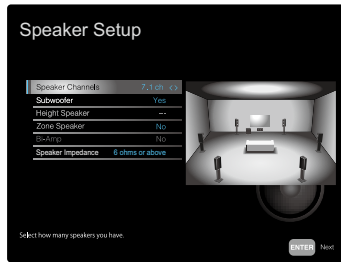 Speaker Setup
Speaker Channels 7.1 ch <>
Subwoofer Yes
Height Speaker ---
Zone Speaker No
Bi-Amp No
Speaker Impedance 6 ohms or above
Select how many speakers you have.
ENTER Next